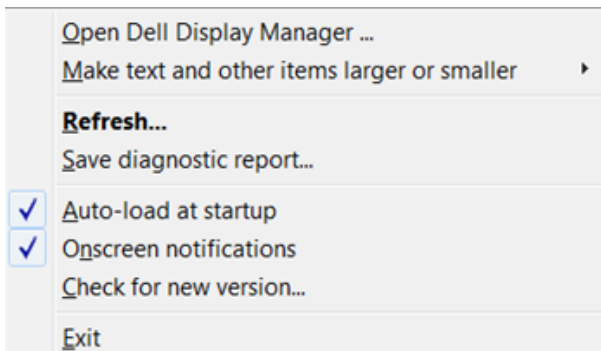 Open Dell Display Manager ...
Make text and other items larger or smaller
Refresh...
Save diagnostic report...
Auto-load at startup
Onscreen notifications
Check for new version...
Exit